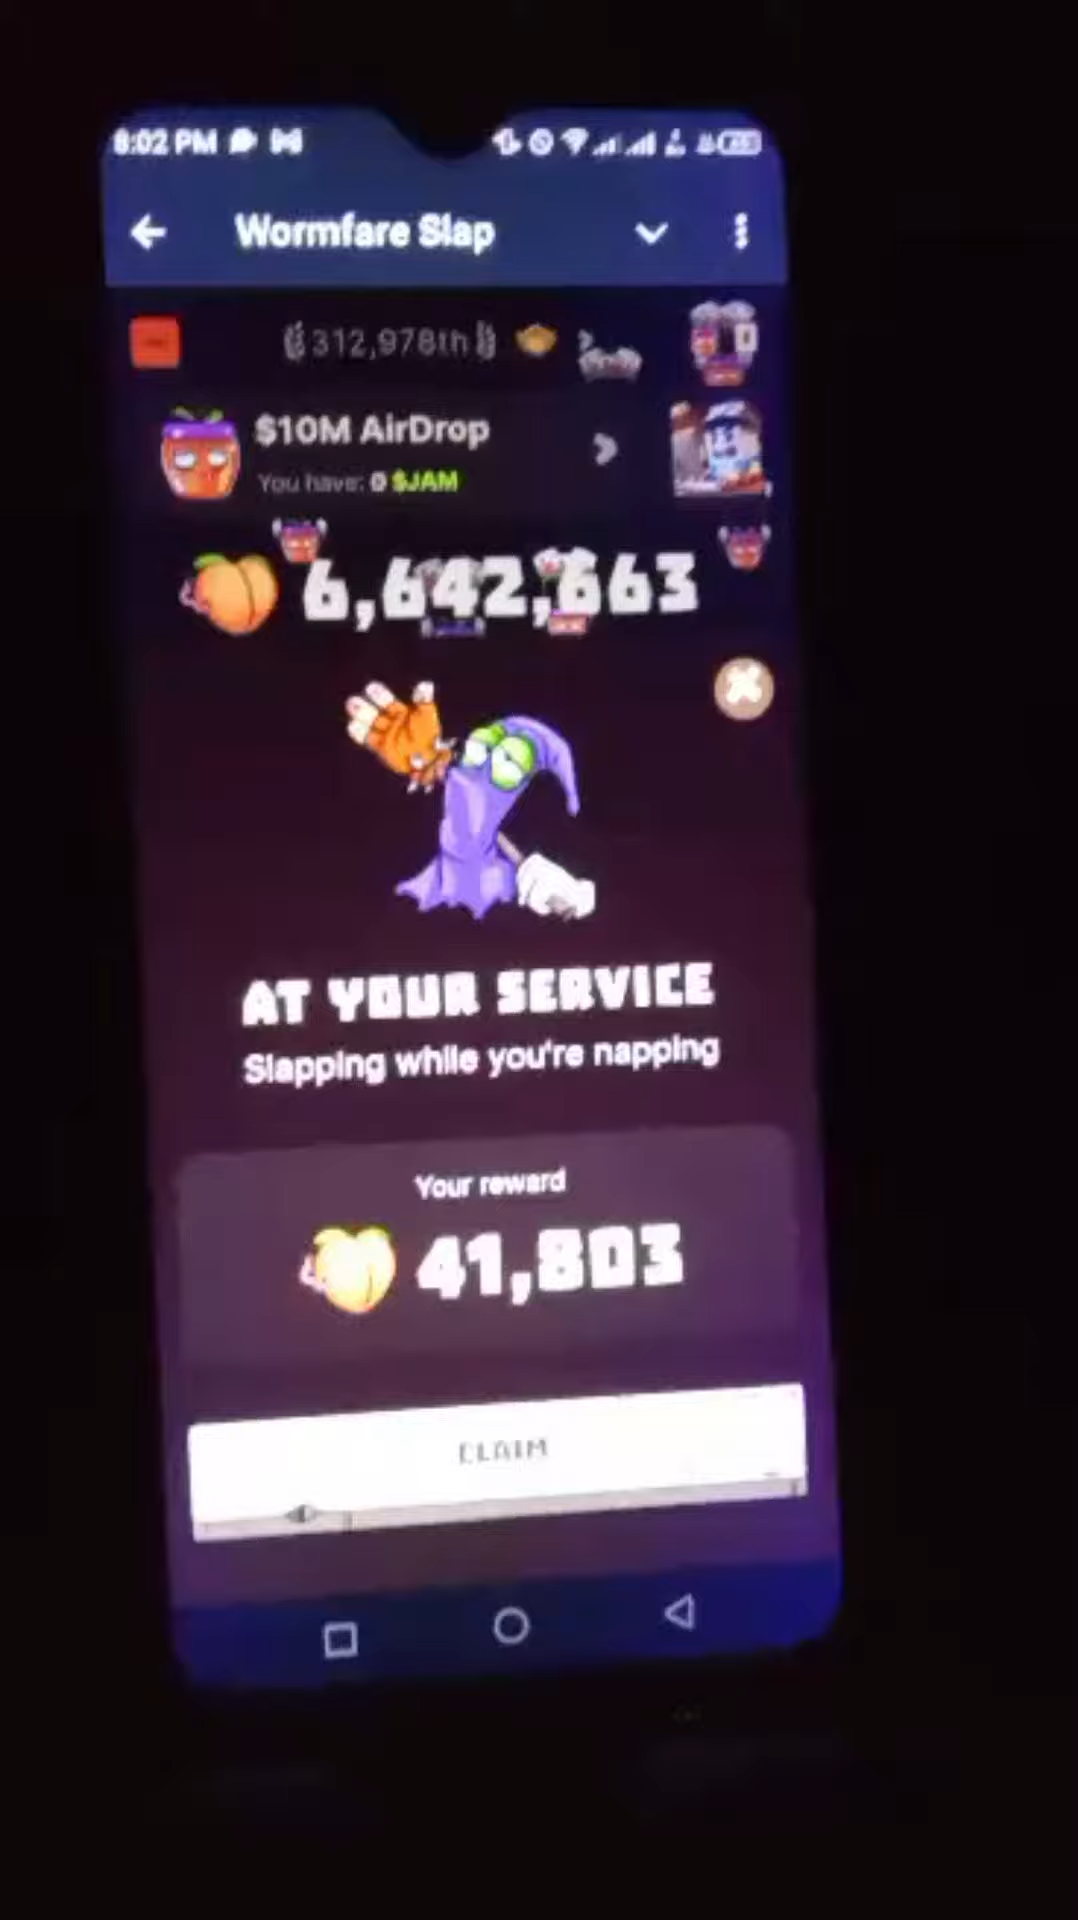 8:02 PM
Wormfare Slap
312,978th
$10M AirDrop
You have: 0 $JAM
6,642,663
AT YOUR SERVICE
Slapping while you're napping
Your reward
41,803
CLAIM